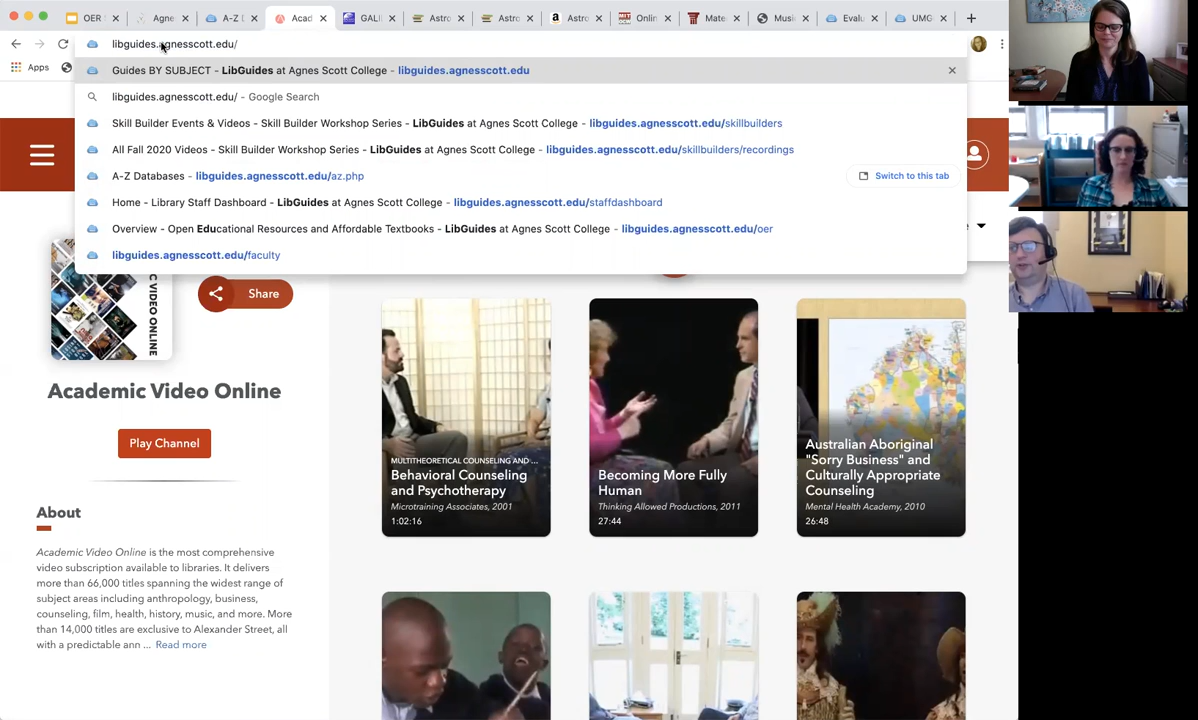 OER
Agne
A-Z D
Acad
GALI
Astro
Astro
Astro
Onlin
Mate
Musi
Evalu
UMG
libguides.agnesscott.edu/
Apps
Guides BY SUBJECT - LibGuides at Agnes Scott College - libguides.agnesscott.edu
libguides.agnesscott.edu/ - Google Search
Skill Builder Events & Videos - Skill Builder Workshop Series - LibGuides at Agnes Scott College - libguides.agnesscott.edu/skillbuilders
All Fall 2020 Videos - Skill Builder Workshop Series - LibGuides at Agnes Scott College - libguides.agnesscott.edu/skillbuilders/recordings
A-Z Databases - libguides.agnesscott.edu/az.php
Switch to this tab
Home - Library Staff Dashboard - LibGuides at Agnes Scott College - libguides.agnesscott.edu/staffdashboard
Overview - Open Educational Resources and Affordable Textbooks - LibGuides at Agnes Scott College - libguides.agnesscott.edu/oer
libguides.agnesscott.edu/faculty
C VIDEO ONLINE
Share
Academic Video Online
Play Channel
About
Academic Video Online is the most comprehensive
video subscription available to libraries. It delivers
more than 66,000 titles spanning the widest range of
subject areas including anthropology, business,
counseling, film, health, history, music, and more. More
than 14,000 titles are exclusive to Alexander Street, all
with a predictable ann ... Read more
MULTITHEORETICAL COUNSELING AND ...
Behavioral Counseling
and Psychotherapy
Microtraining Associates, 2001
1:02:16
Becoming More Fully
Human
Thinking Allowed Productions, 2011
27:44
Australian Aboriginal
"Sorry Business" and
Culturally Appropriate
Counseling
Mental Health Academy, 2010
26:48